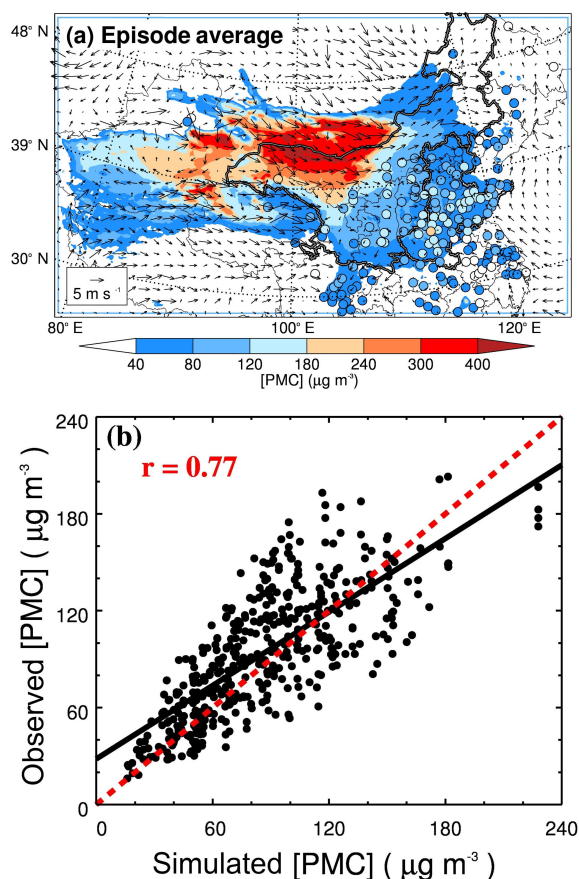 (a) Episode average
48° N
39° N
30° N
5 m s⁻¹
80° E
100° E
120° E
40 80 120 180 240 300 400
[PMC] (µg m⁻³)
(b)
r = 0.77
Observed [PMC] ( µg m⁻³)
240
180
120
60
0
0 60 120 180 240
Simulated [PMC] ( µg m⁻³)